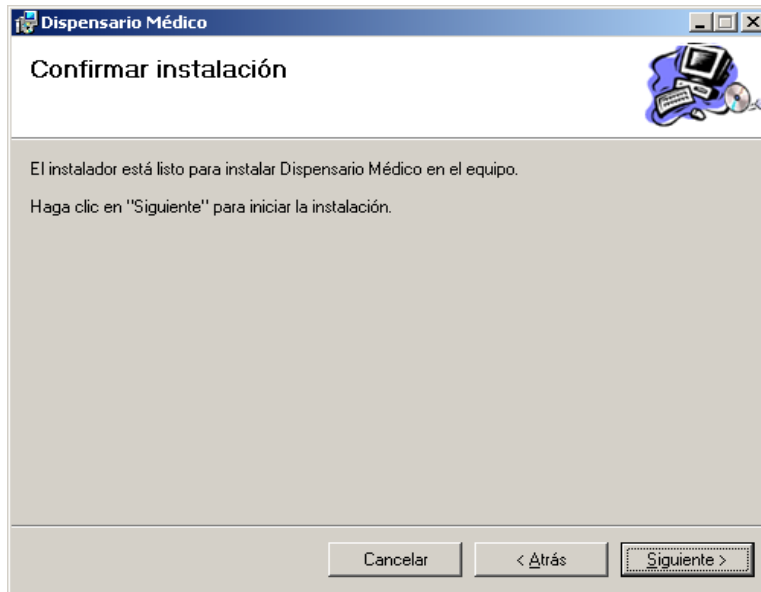 Dispensario Médico
Confirmar instalación
El instalador está listo para instalar Dispensario Médico en el equipo.
Haga clic en "Siguiente" para iniciar la instalación.
Cancelar
< Atrás
Siguiente >